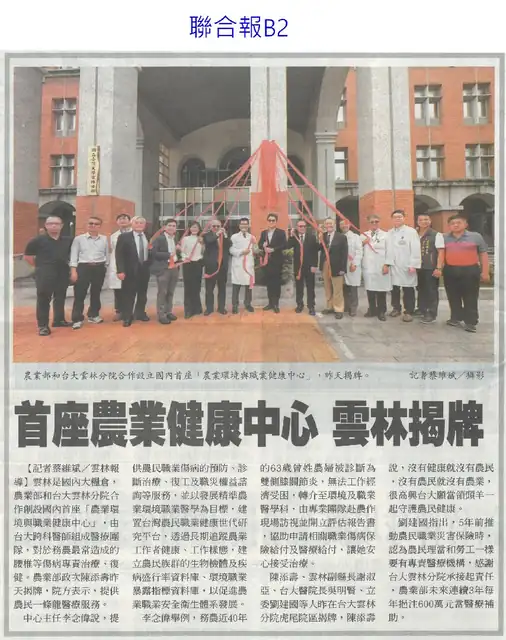 聯合報B2
農業部和台大雲林分院合作設立國內首座「農業環境與職業健康中心」，昨天揭牌。
記者蔡維斌／攝影
首座農業健康中心 雲林揭牌
【記者蔡維斌／雲林報
導】雲林是國內大糧倉，
農業部和台大雲林分院合
作創設國內首座「農業環
境與職業健康中心」，由
台大跨科醫師組成醫療團
隊，對於務農最常造成的
腰椎等傷病專責治療、復
健。農業部政次陳添壽昨
天揭牌，院方表示，提供
農民一條龍醫療服務。
中心主任李念偉說，提
供農民職業傷病的預防、診
斷治療、復工及職災權益諮
詢等服務，並以發展精準農
業環境職業醫學為目標，建
置台灣農民職業健康世代研
究平台，透過長期追蹤農業
工作者健康、工作樣態，建
立農民族群的生物檢體及疾
病盛行率資料庫、環境職業
暴露指標資料庫，以促進農
業職業安全衛生體系發展。
李念偉舉例，務農近40年
的63歲曾姓農婦被診斷為
雙側膝關節炎，無法工作經
濟受困，轉介至環境及職業
醫學科，由專業團隊赴農作
現場訪視並開立評估報告書
，協助申請相關職業傷病保
險給付及醫療給付，讓她安
心接受治療。
陳添壽、雲林副縣長謝淑
亞、台大醫院長吳明賢、立
委劉建國等人昨在台大雲林
分院虎尾院區揭牌，陳添壽
說，沒有健康就沒有農民
，沒有農民就沒有農業，
很高興台大願當領頭羊一
起守護農民健康。
劉建國指出，5年前推
動農民職業災害保險時，
認為農民理當和勞工一樣
要有專責醫療機構，感謝
台大雲林分院承接起責任
。農業部未來連續3年每
年挹注600萬元當醫療補
助。